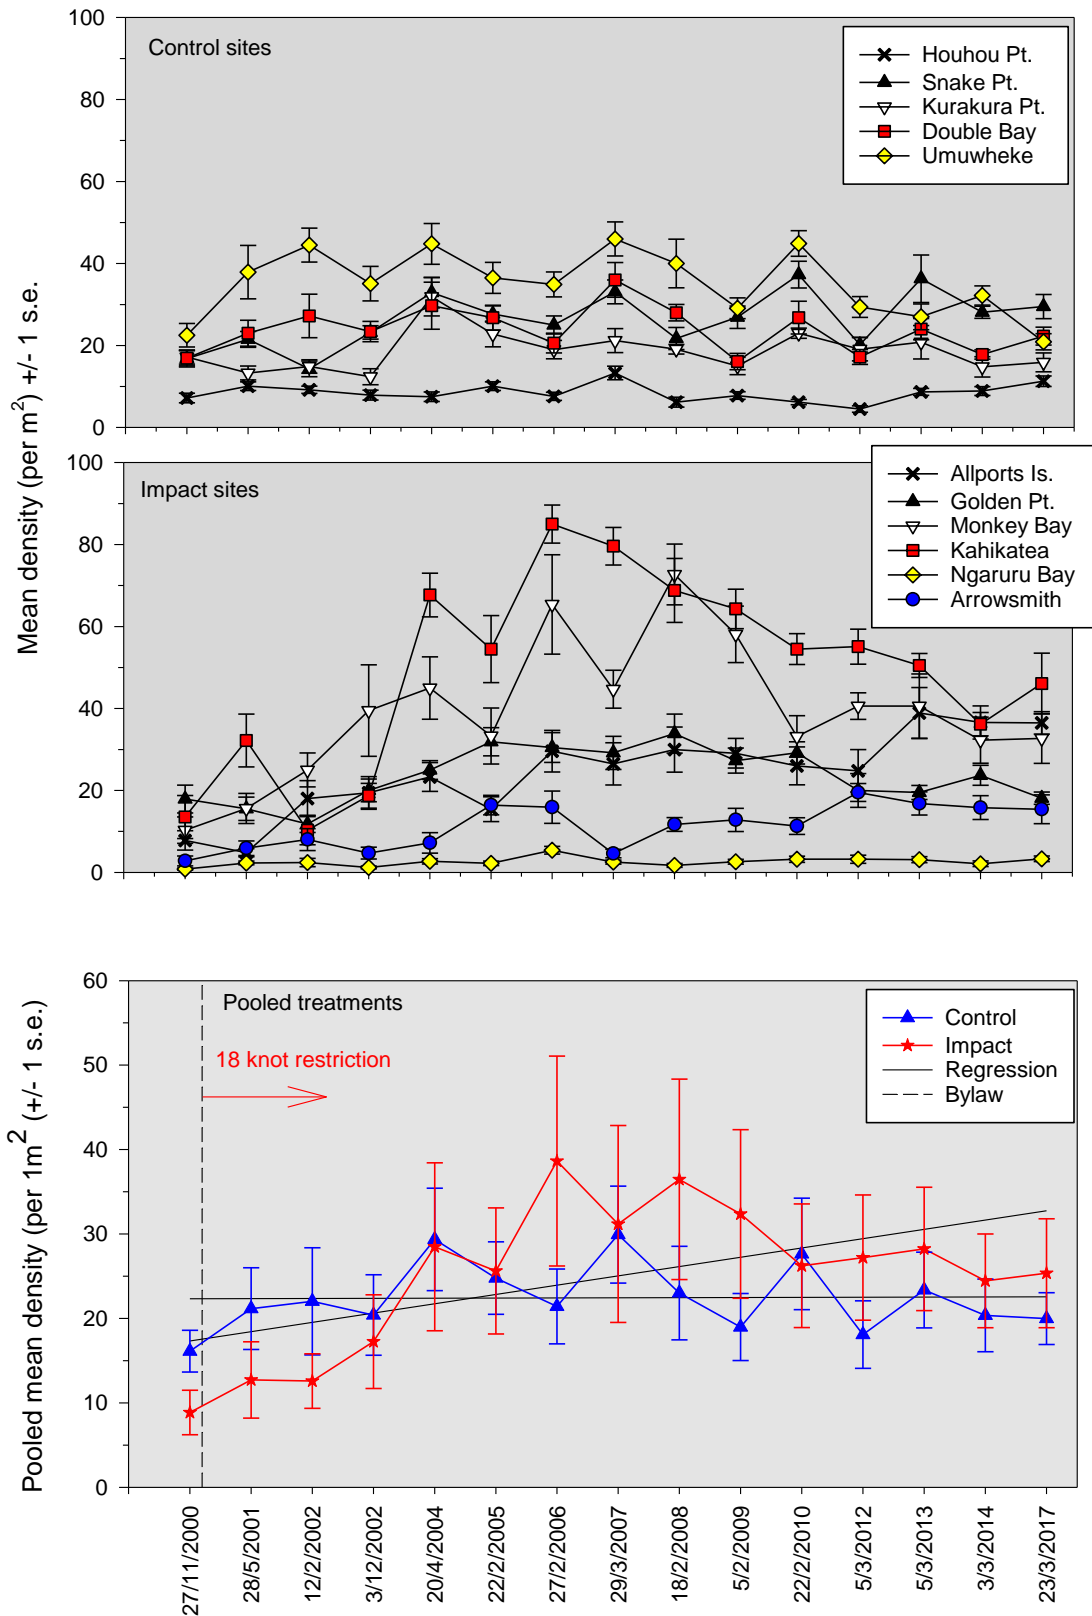 Mean density (per m2) +/- 1 s.e.
100
80
60
40
20
0
Control sites
Houhou Pt.
Snake Pt.
Kurakura Pt.
Double Bay
Umuwheke
100
80
60
40
20
0
Impact sites
Allports Is.
Golden Pt.
Monkey Bay
Kahikatea
Ngaruru Bay
Arrowsmith
Pooled mean density (per 1m2 (+/- 1 s.e.)
60
50
40
30
20
10
0
Pooled treatments
18 knot restriction
Control
Impact
Regression
Bylaw
27/11/2000
28/5/2001
12/2/2002
3/12/2002
20/4/2004
22/2/2005
27/2/2006
29/3/2007
18/2/2008
5/2/2009
22/2/2010
5/3/2012
5/3/2013
3/3/2014
23/3/2017